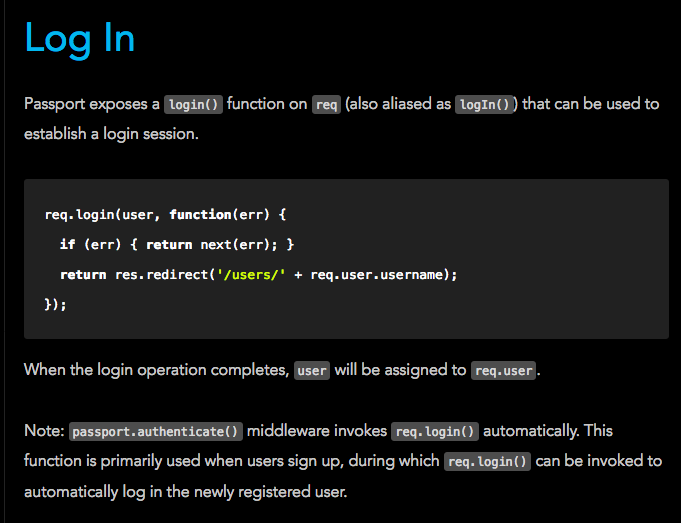 Log In
Passport exposes a login() function on req (also aliased as logIn()) that can be used to
establish a login session.
req.login(user, function(err) {
  if (err) { return next(err); }
  return res.redirect('/users/' + req.user.username);
});
When the login operation completes, user will be assigned to req.user.
Note: passport.authenticate() middleware invokes req.login() automatically. This
function is primarily used when users sign up, during which req.login() can be invoked to
automatically log in the newly registered user.